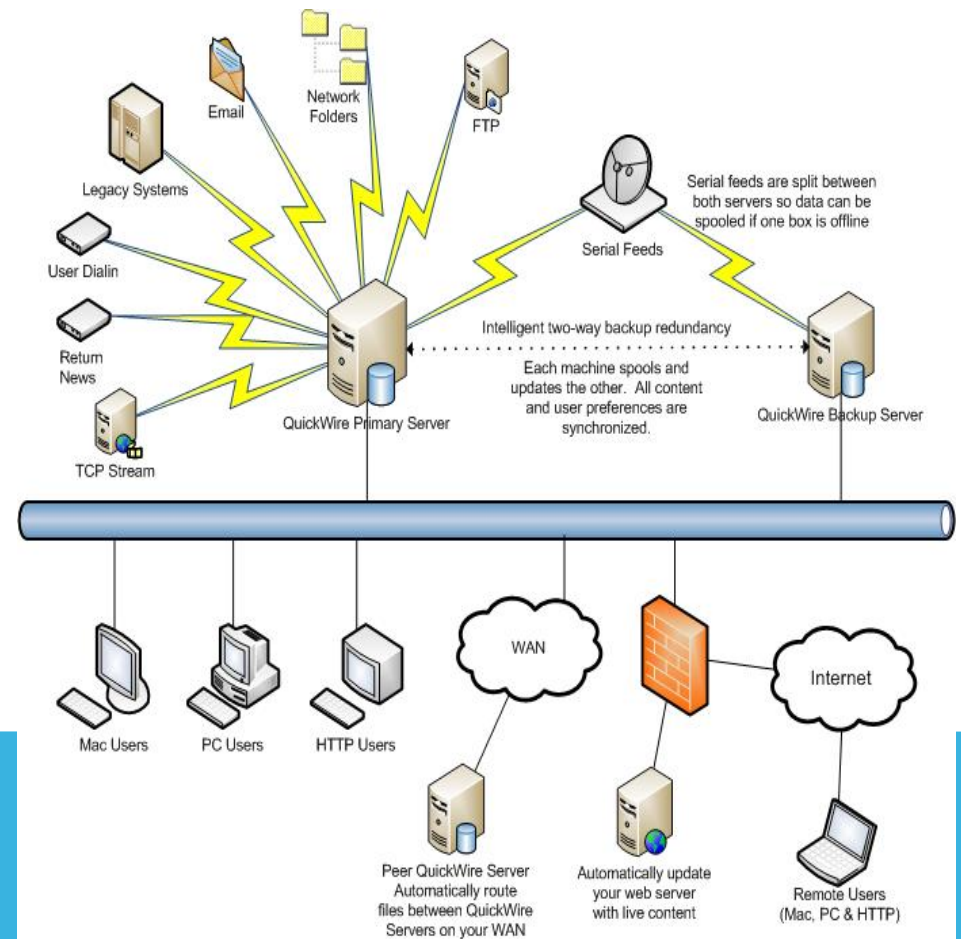 Email
Network
Folders
FTP
Legacy Systems
Serial feeds are split between
both servers so data can be
spooled if one box is offline
Serial Feeds
User Dialin
Return
News
TCP Stream
Intelligent two-way backup redundancy
Each machine spools and
updates the other. All content
and user preferences are
synchronized.
QuickWire Primary Server
QuickWire Backup Server
WAN
Internet
Mac Users
PC Users
HTTP Users
Peer QuickWire Server
Automatically route
files between QuickWire
Servers on your WAN
Automatically update
your web server
with live content
Remote Users
(Mac, PC & HTTP)